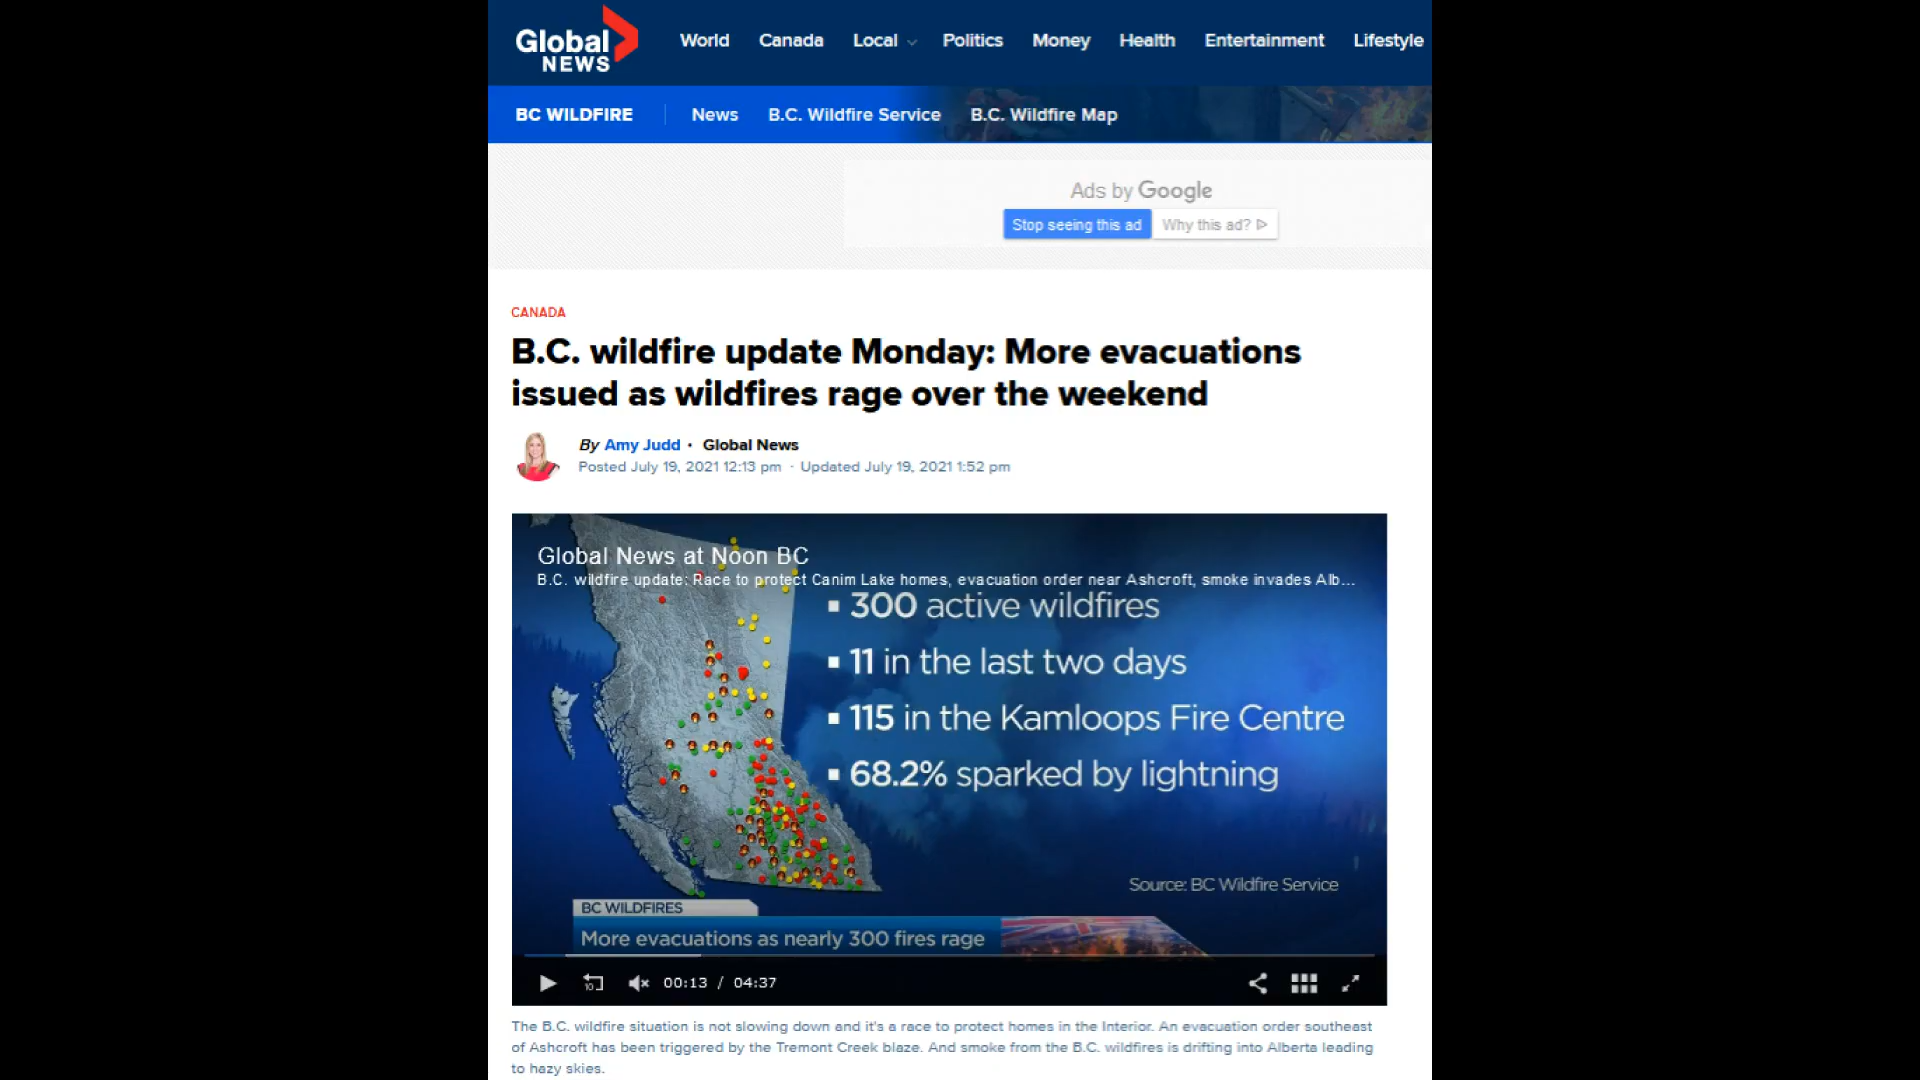 Global
NEWS
World Canada Local Politics Money Health Entertainment Lifestyle
BC WILDFIRE News B.C. Wildfire Service B.C. Wildfire Map
Ads by Google
Stop seeing this ad Why this ad?
CANADA
B.C. wildfire update Monday: More evacuations
issued as wildfires rage over the weekend
By Amy Judd · Global News
Posted July 19, 2021 12:13 pm · Updated July 19, 2021 1:52 pm
Global News at Noon BC
B.C. wildfire update: Race to protect Canim Lake homes, evacuation order near Ashcroft, smoke invades Alb...
▪ 300 active wildfires
▪ 11 in the last two days
▪ 115 in the Kamloops Fire Centre
▪ 68.2% sparked by lightning
Source: BC Wildfire Service
BC WILDFIRES
More evacuations as nearly 300 fires rage
10 00:13 / 04:37
The B.C. wildfire situation is not slowing down and it's a race to protect homes in the Interior. An evacuation order southeast
of Ashcroft has been triggered by the Tremont Creek blaze. And smoke from the B.C. wildfires is drifting into Alberta leading
to hazy skies.